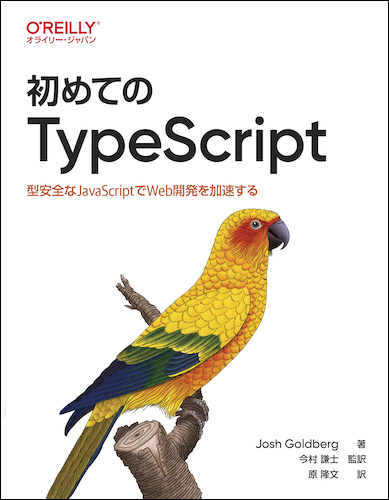 O'REILLY®
オライリー・ジャパン
初めての
TypeScript
型安全なJavaScriptでWeb開発を加速する
Josh Goldberg 著
今村 謙士 監訳
原 隆文 訳